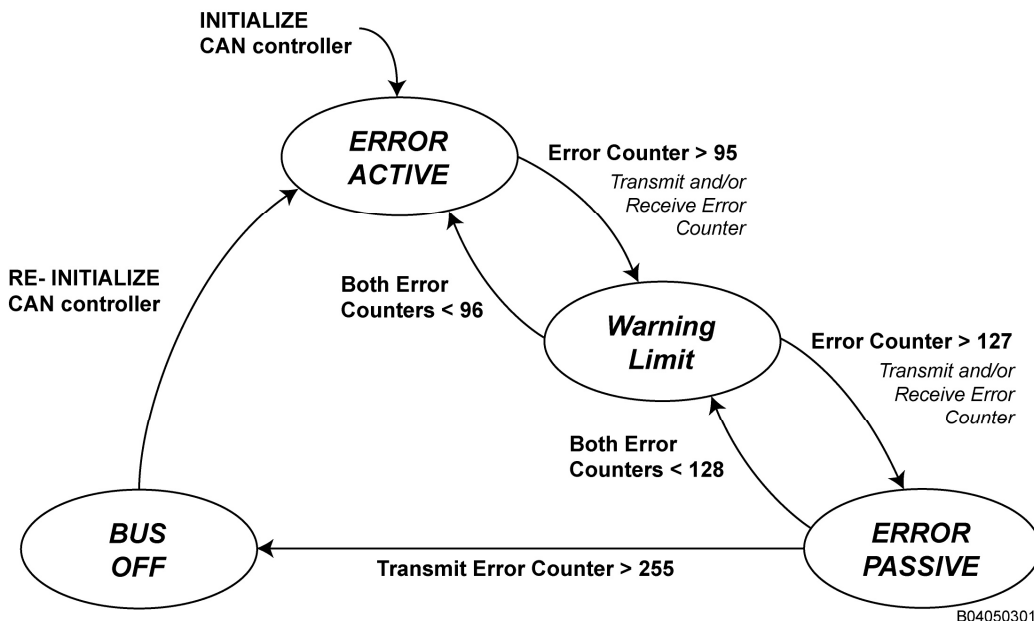 INITIALIZE
CAN controller
ERROR
ACTIVE
Error Counter > 95
Transmit and/or
Receive Error
Counter
RE- INITIALIZE
CAN controller
Both Error
Counters < 96
Warning
Limit
Error Counter > 127
Transmit and/or
Receive Error
Counter
Both Error
Counters < 128
BUS
OFF
Transmit Error Counter > 255
ERROR
PASSIVE
B04050301